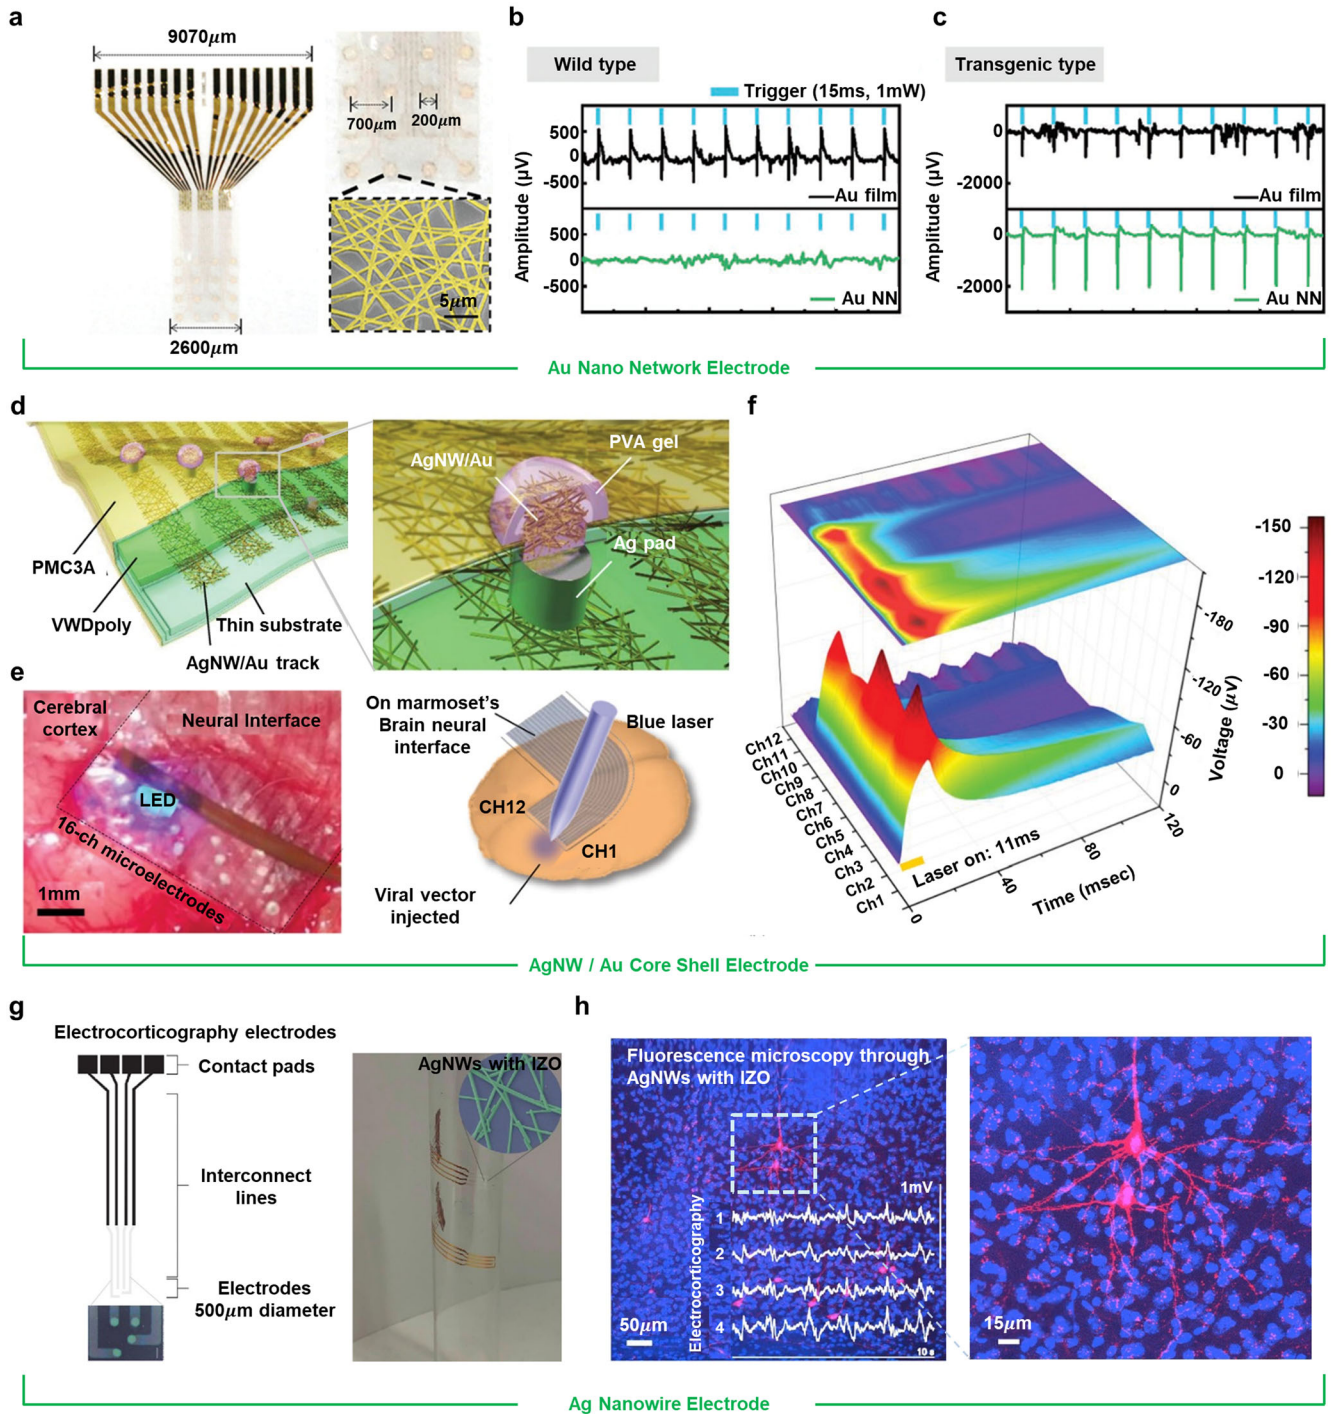 a
9070μm
700μm
200μm
5μm
2600μm
b
Wild type
Trigger (15ms, 1mW)
Amplitude (μV)
500
0
-500
Au film
500
0
-500
Au NN
c
Transgenic type
Amplitude (μV)
0
-2000
Au film
0
-2000
Au NN
Au Nano Network Electrode
d
PMC3A
VWDpoly
Thin substrate
AgNW/Au track
AgNW/Au
PVA gel
Ag pad
e
Cerebral
cortex
Neural Interface
LED
16-ch microelectrodes
1mm
On marmoset's
Brain neural
interface
Blue laser
CH12
CH1
Viral vector
injected
f
-150
-120
-90
-60
-30
0
-180
-120
-60
0
Voltage (μV)
Ch12
Ch11
Ch10
Ch9
Ch8
Ch7
Ch6
Ch5
Ch4
Ch3
Ch2
Ch1
Laser on: 11ms
0
40
80
120
Time (msec)
AgNW / Au Core Shell Electrode
g
Electrocorticography electrodes
Contact pads
Interconnect
lines
Electrodes
500μm diameter
AgNWs with IZO
h
Fluorescence microscopy through
AgNWs with IZO
1mV
Electrocorticography
1
2
3
4
50μm
10 s
15μm
Ag Nanowire Electrode